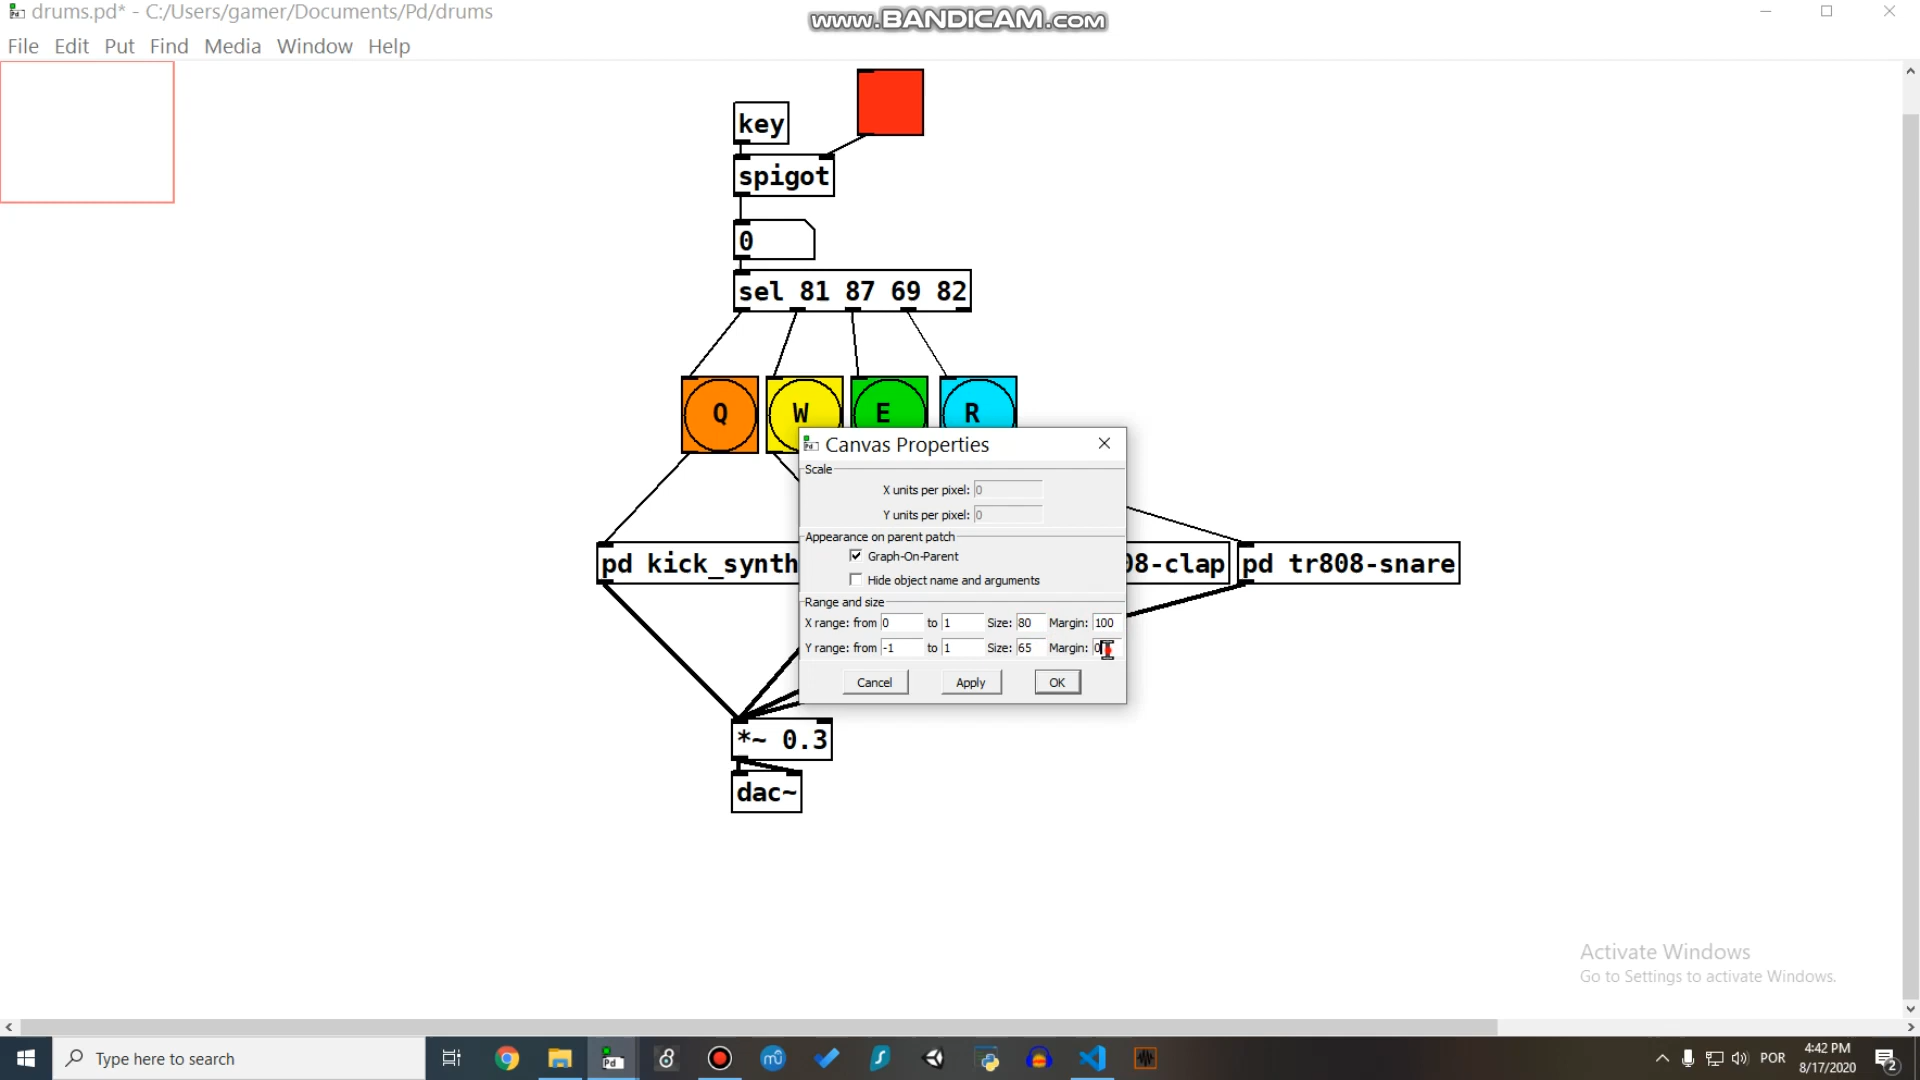 drums.pd* - C:/Users/gamer/Documents/Pd/drums
www.BANDICAM.com
File Edit Put Find Media Window Help
key
spigot
0
sel 81 87 69 82
Q W E R
Canvas Properties
Scale
X units per pixel: 0
Y units per pixel: 0
Appearance on parent patch
Graph-On-Parent
Hide object name and arguments
Range and size
X range: from 0 to 1 Size: 80 Margin: 100
Y range: from -1 to 1 Size: 65 Margin: 0
Cancel Apply OK
pd kick_synth 08-clap pd tr808-snare
*~ 0.3
dac~
Activate Windows
Go to Settings to activate Windows.
Type here to search
POR
4:42 PM
8/17/2020
2